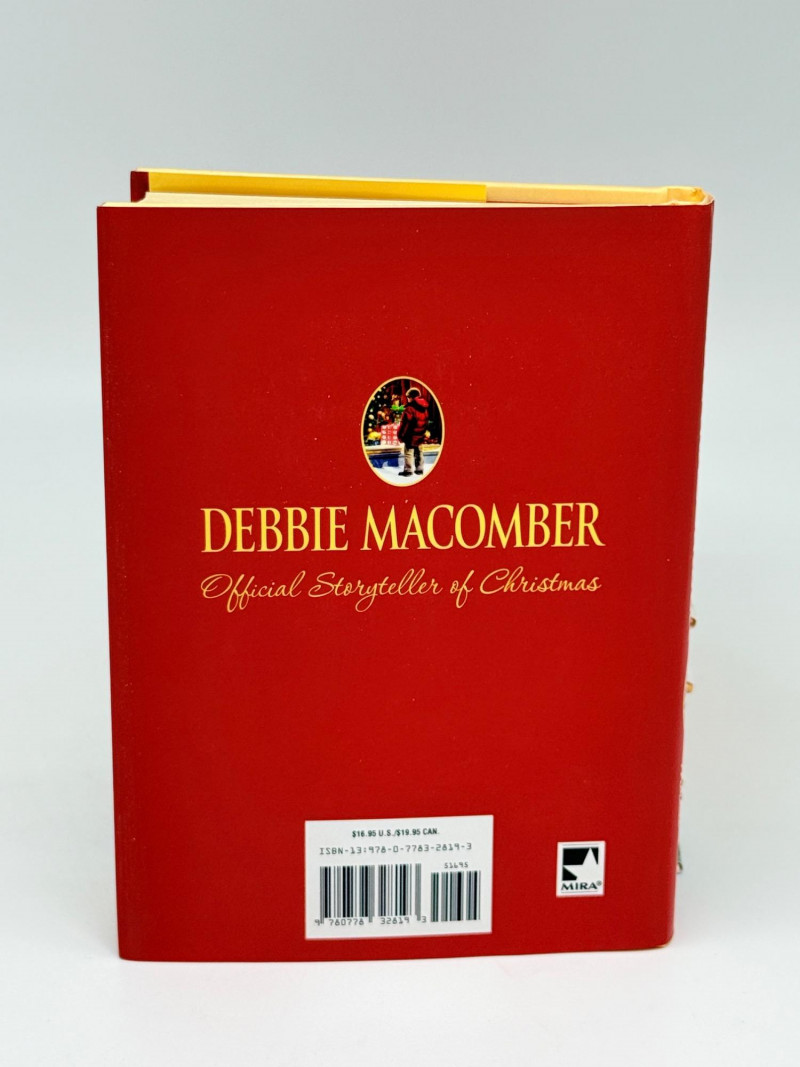 DEBBIE MACOMBER
Official Storyteller of Christmas
$16.95 U.S./$19.95 CAN.
ISBN-13:978-0-7783-2819-3
51695
9 780778 328193
MIRA®